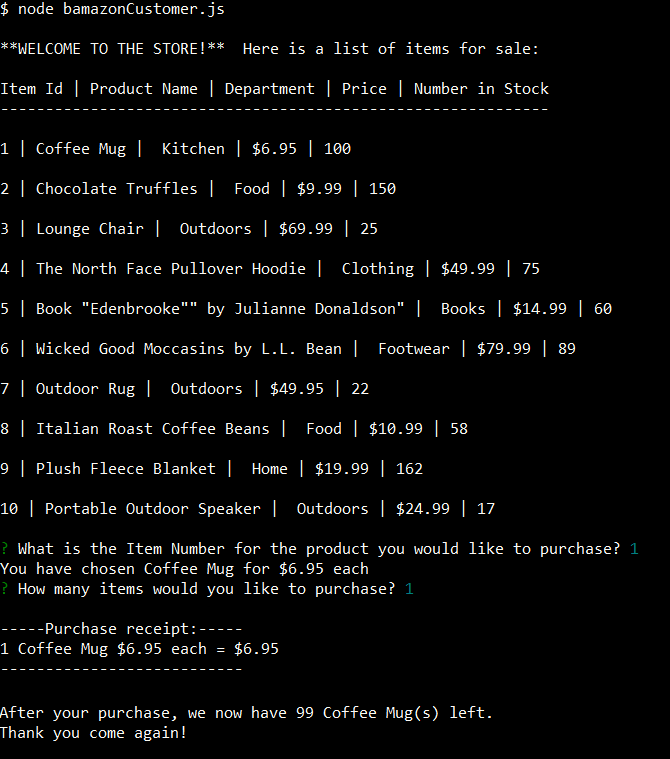 $ node bamazonCustomer.js
**WELCOME TO THE STORE!**  Here is a list of items for sale:
Item Id | Product Name | Department | Price | Number in Stock
-------------------------------------------------------------
1 | Coffee Mug |  Kitchen | $6.95 | 100
2 | Chocolate Truffles |  Food | $9.99 | 150
3 | Lounge Chair |  Outdoors | $69.99 | 25
4 | The North Face Pullover Hoodie |  Clothing | $49.99 | 75
5 | Book "Edenbrooke"" by Julianne Donaldson" |  Books | $14.99 | 60
6 | Wicked Good Moccasins by L.L. Bean |  Footwear | $79.99 | 89
7 | Outdoor Rug |  Outdoors | $49.95 | 22
8 | Italian Roast Coffee Beans |  Food | $10.99 | 58
9 | Plush Fleece Blanket |  Home | $19.99 | 162
10 | Portable Outdoor Speaker |  Outdoors | $24.99 | 17
? What is the Item Number for the product you would like to purchase? 1
You have chosen Coffee Mug for $6.95 each
? How many items would you like to purchase? 1
-----Purchase receipt:-----
1 Coffee Mug $6.95 each = $6.95
---------------------------
After your purchase, we now have 99 Coffee Mug(s) left.
Thank you come again!